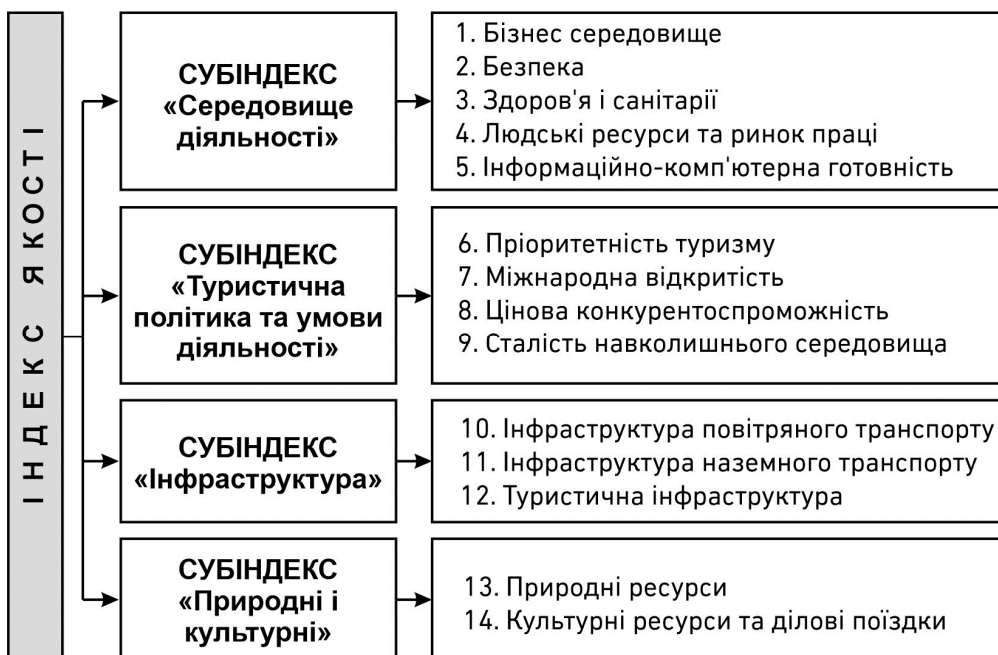 ІНДЕКС ЯКОСТІ
СУБІНДЕКС
«Середовище
діяльності»
1. Бізнес середовище
2. Безпека
3. Здоров'я і санітарії
4. Людські ресурси та ринок праці
5. Інформаційно-комп'ютерна готовність
СУБІНДЕКС
«Туристична
політика та умови
діяльності»
6. Пріоритетність туризму
7. Міжнародна відкритість
8. Цінова конкурентоспроможність
9. Сталість навколишнього середовища
СУБІНДЕКС
«Інфраструктура»
10. Інфраструктура повітряного транспорту
11. Інфраструктура наземного транспорту
12. Туристична інфраструктура
СУБІНДЕКС
«Природні і
культурні»
13. Природні ресурси
14. Культурні ресурси та ділові поїздки